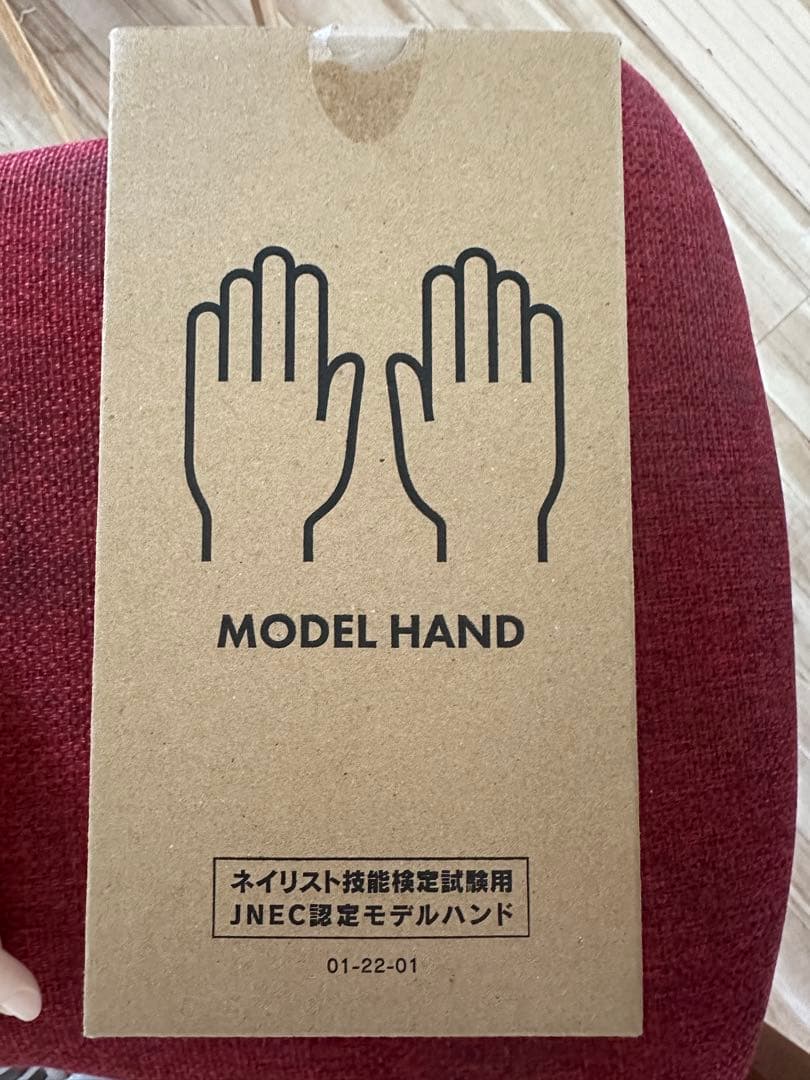 MODEL HAND
ネイリスト技能検定試験用
JNEC認定モデルハンド
01-22-01